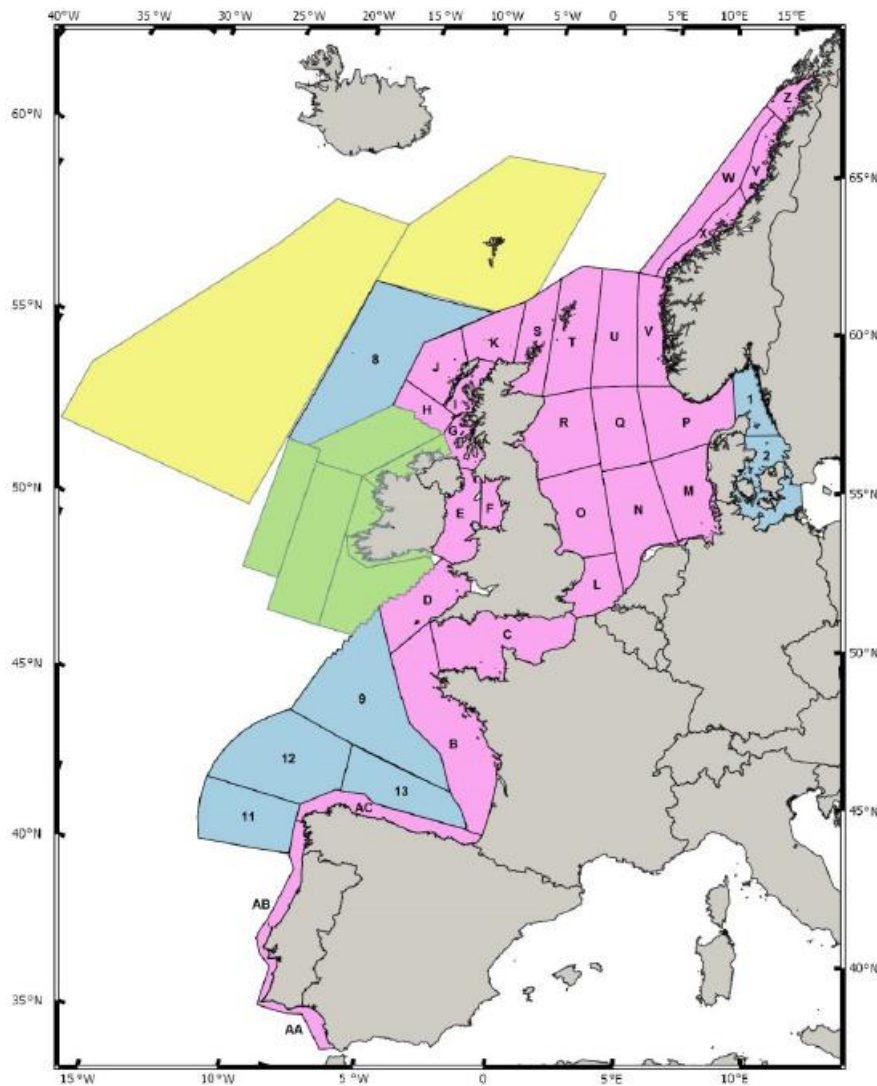 40°W 35°W 30°W 25°W 20°W 15°W 10°W 5°W 0 5°E 10°E 15°E
60°N
Z
W Y
65°N
X
55°N
S
K T U V
60°N
8 J
1
H I
G R Q P
2
50°N
M
55°N
E F O N
L
D
C
45°N
50°N
9
B
12
13
AC
11
45°N
40°N
AB
40°N
35°N
AA
15°W 10°W 5°W 0 5°E 10°E